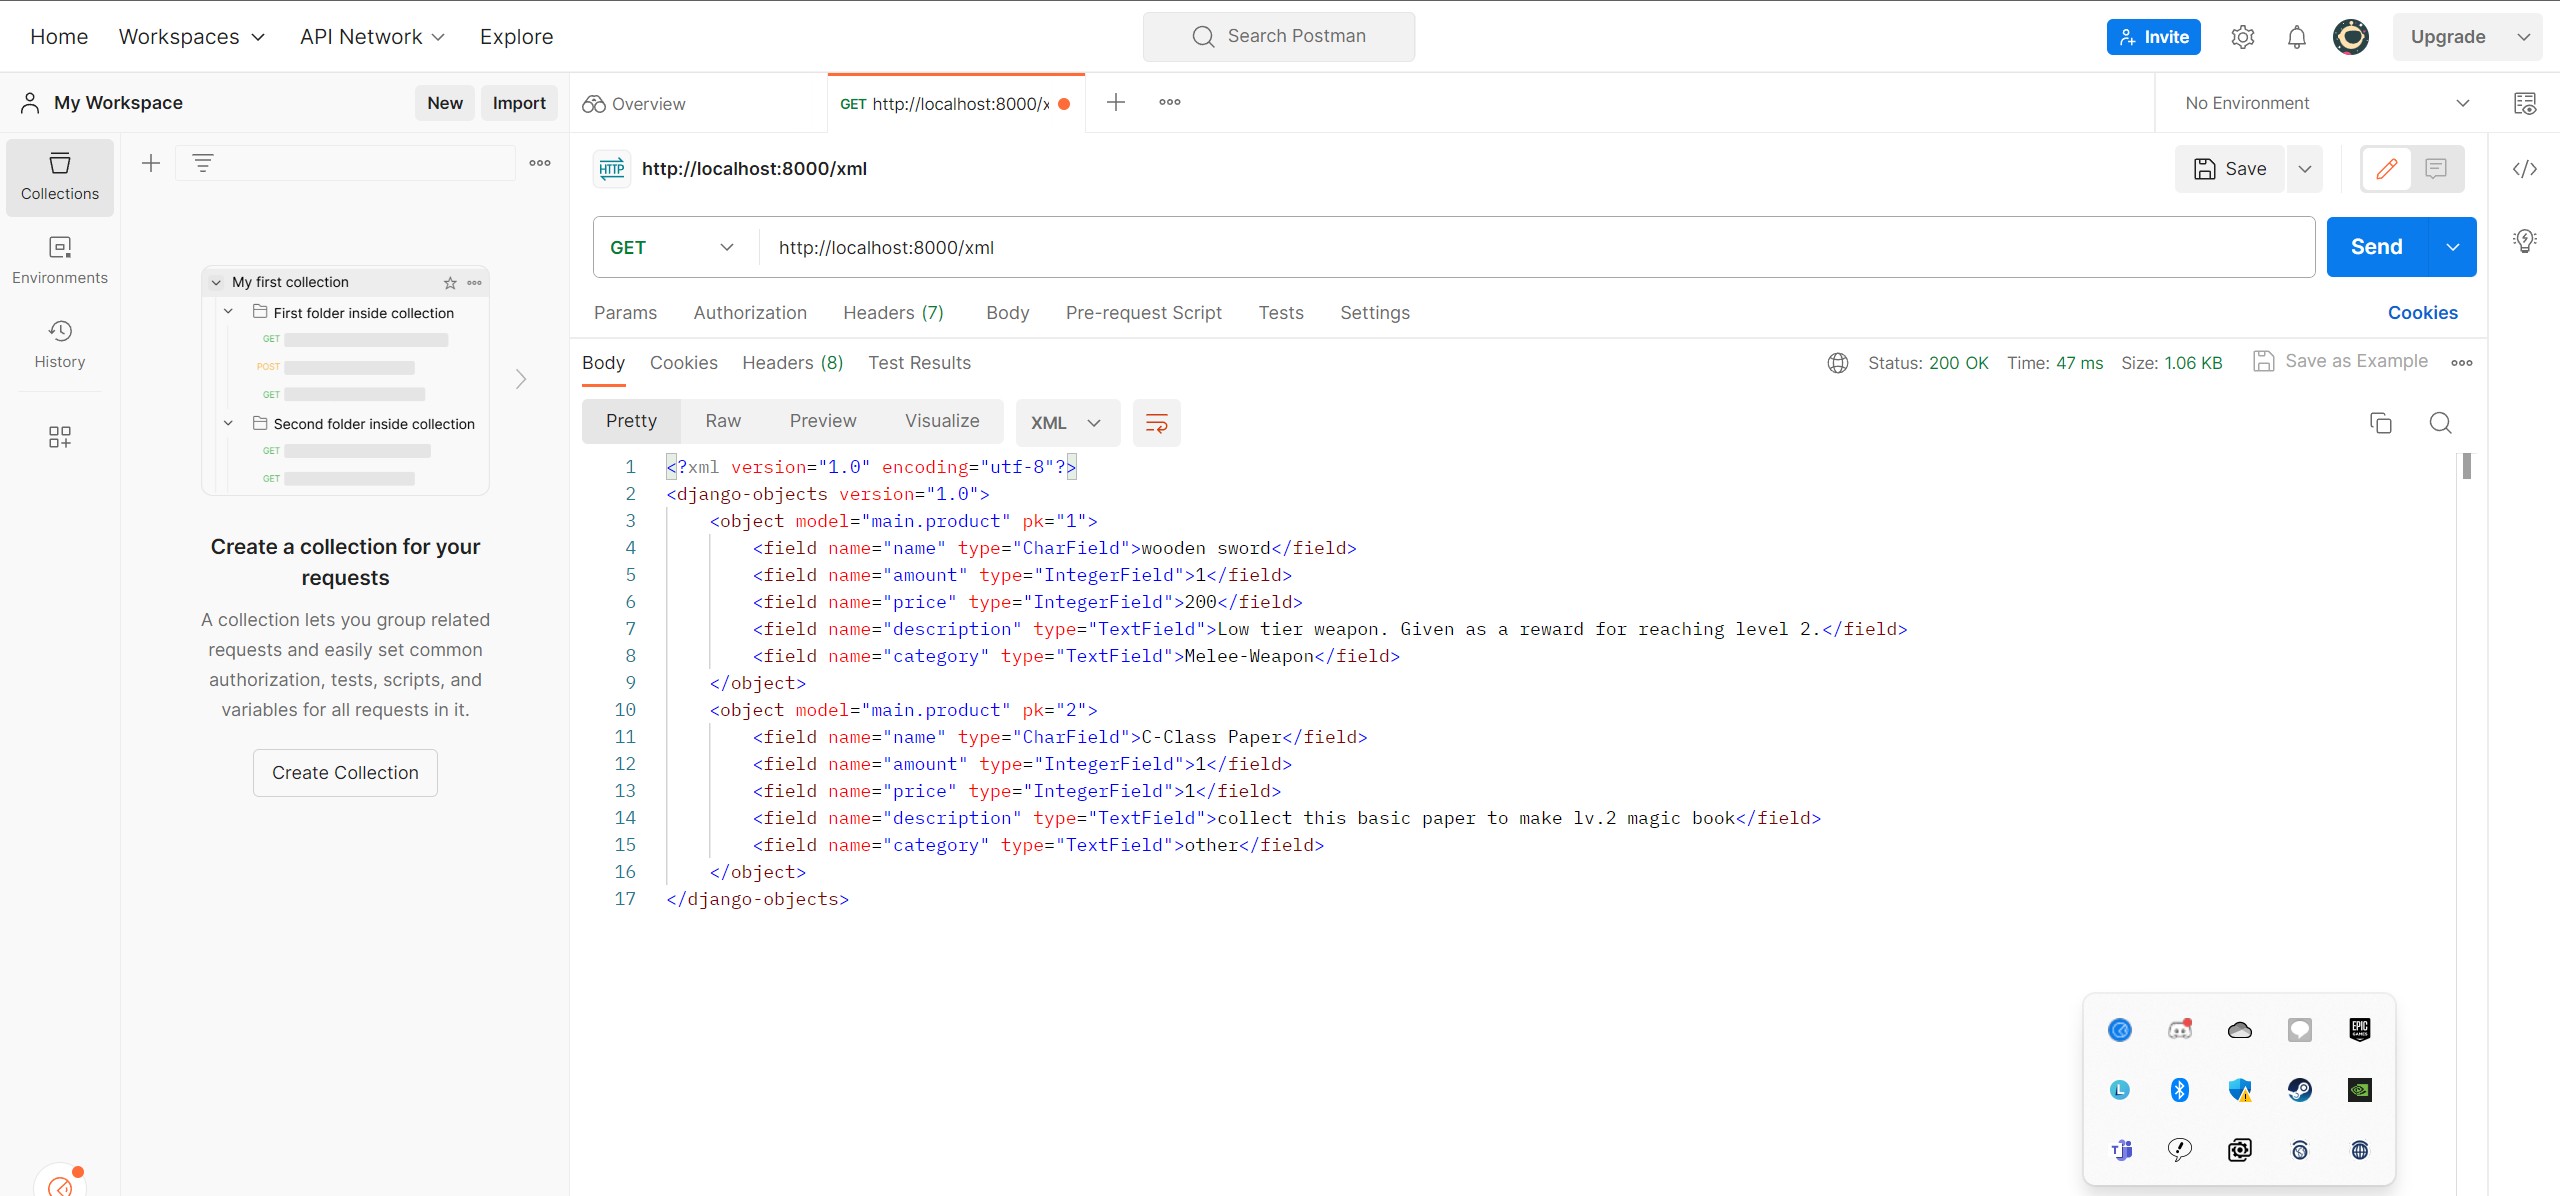 Home Workspaces API Network Explore
Search Postman
Invite
Upgrade
My Workspace
New Import
Overview
GET http://localhost:8000/x
No Environment
Collections
Environments
History
My first collection
First folder inside collection
GET
POST
GET
Second folder inside collection
GET
GET
Create a collection for your
requests
A collection lets you group related
requests and easily set common
authorization, tests, scripts, and
variables for all requests in it.
Create Collection
HTTP http://localhost:8000/xml
Save
GET http://localhost:8000/xml
Send
Params Authorization Headers (7) Body Pre-request Script Tests Settings
Cookies
Body Cookies Headers (8) Test Results
Status: 200 OK Time: 47 ms Size: 1.06 KB Save as Example
Pretty Raw Preview Visualize XML
1 <?xml version="1.0" encoding="utf-8"?>
2 <django-objects version="1.0">
3 <object model="main.product" pk="1">
4 <field name="name" type="CharField">wooden sword</field>
5 <field name="amount" type="IntegerField">1</field>
6 <field name="price" type="IntegerField">200</field>
7 <field name="description" type="TextField">Low tier weapon. Given as a reward for reaching level 2.</field>
8 <field name="category" type="TextField">Melee-Weapon</field>
9 </object>
10 <object model="main.product" pk="2">
11 <field name="name" type="CharField">C-Class Paper</field>
12 <field name="amount" type="IntegerField">1</field>
13 <field name="price" type="IntegerField">1</field>
14 <field name="description" type="TextField">collect this basic paper to make lv.2 magic book</field>
15 <field name="category" type="TextField">other</field>
16 </object>
17 </django-objects>
EPIC
GAMES
L
T